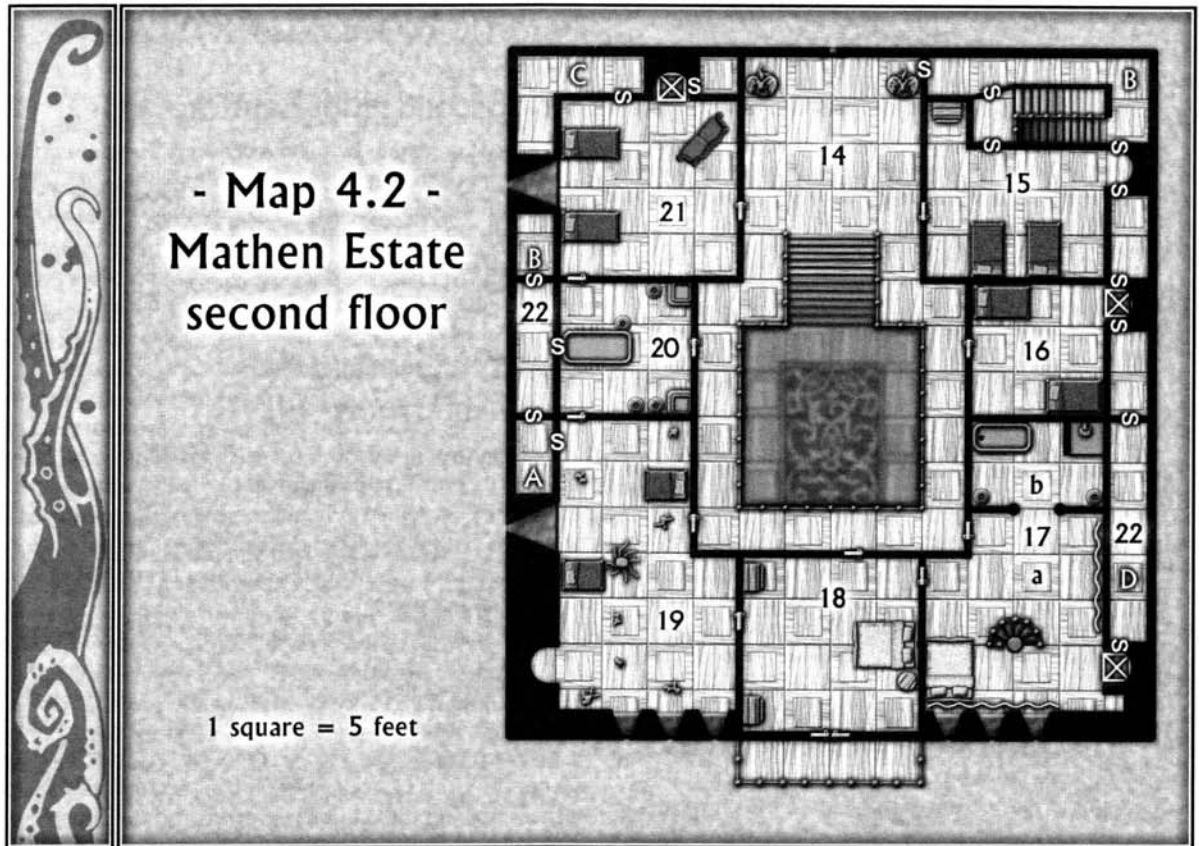 - Map 4.2 -
Mathen Estate
second floor
1 square = 5 feet
S
C
B
S
S
S
14
S
S
15
S
21
B
S
S
22
S
S
20
16
S
S
S
A
b
17
22
a
D
18
19
S